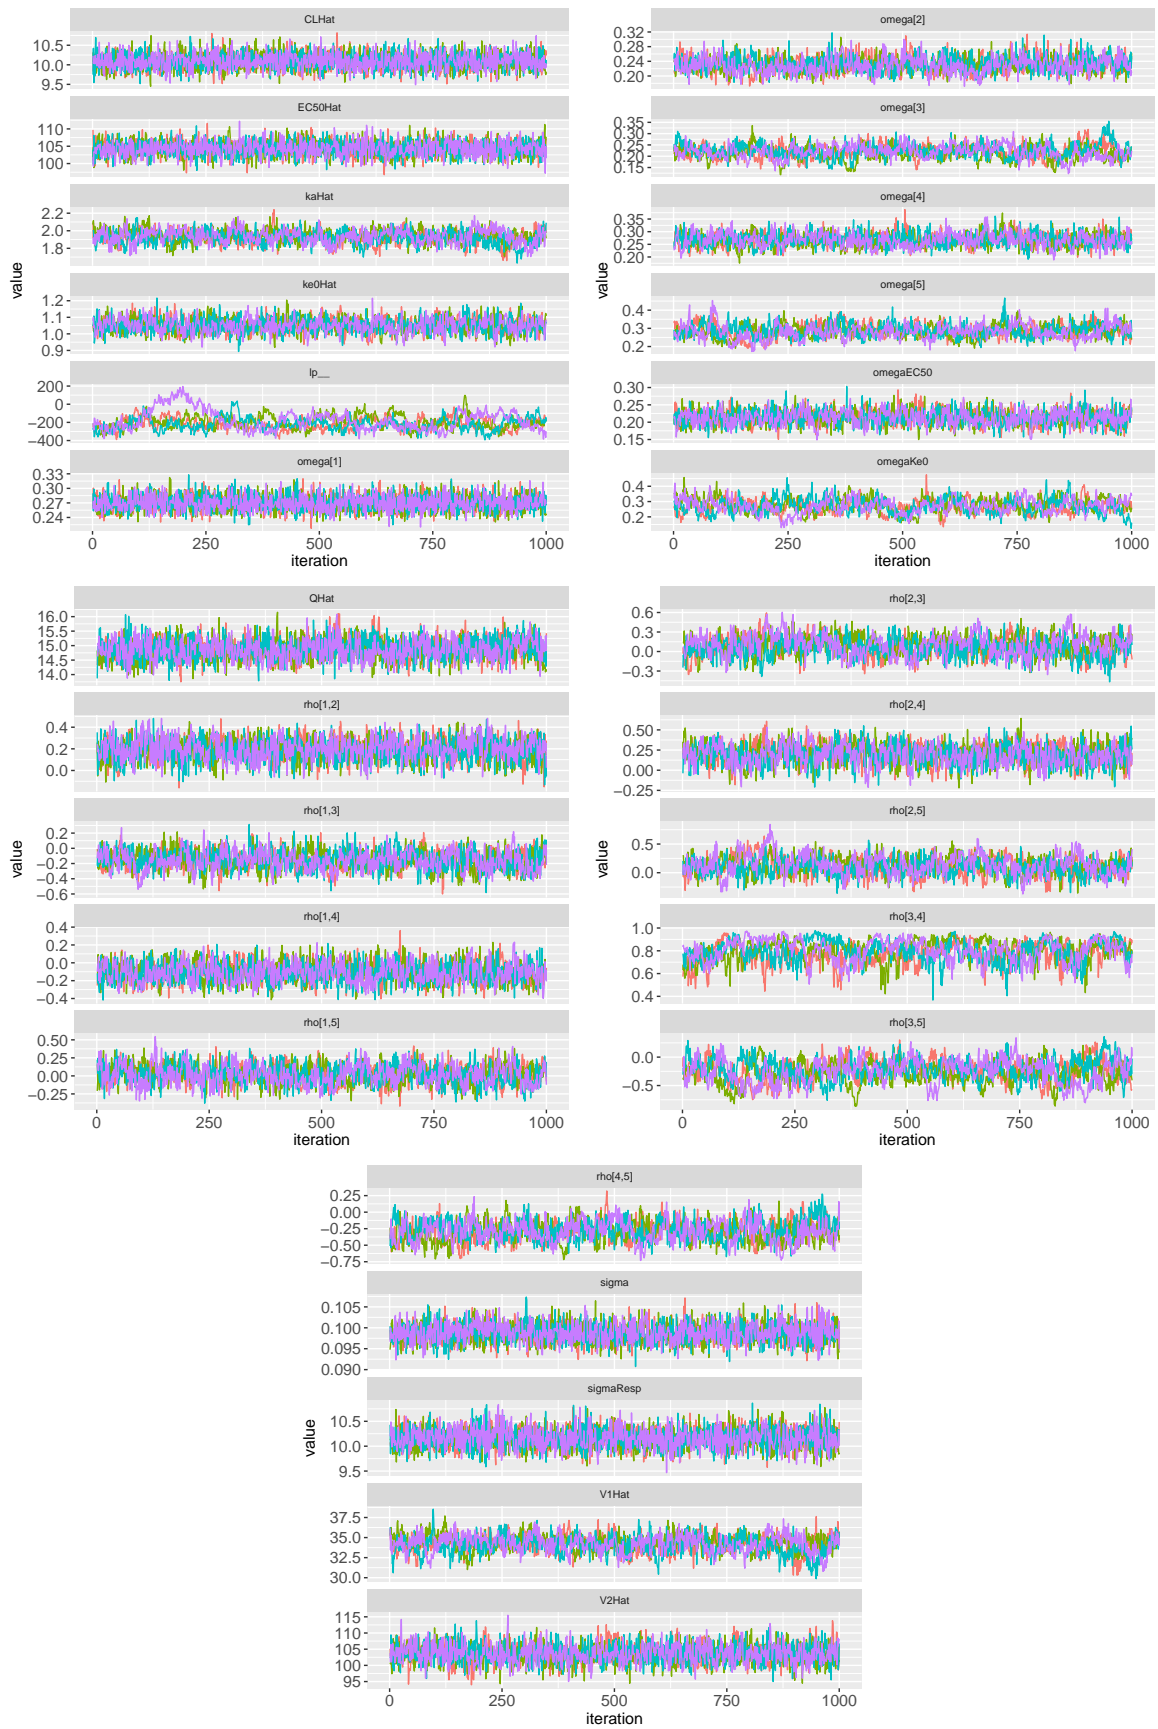 CLHat
10.5
10.0
9.5
EC50Hat
110
105
100
kaHat
2.2
2.0
1.8
ke0Hat
1.2
1.1
1.0
0.9
lp__
200
0
−200
−400
omega[1]
0.33
0.30
0.27
0.24
0 250 500 750 1000
iteration
value
omega[2]
0.32
0.28
0.24
0.20
omega[3]
0.35
0.30
0.25
0.20
0.15
omega[4]
0.35
0.30
0.25
0.20
omega[5]
0.4
0.3
0.2
omegaEC50
0.30
0.25
0.20
0.15
omegaKe0
0.4
0.3
0.2
0 250 500 750 1000
iteration
value
QHat
16.0
15.5
15.0
14.5
14.0
rho[1,2]
0.4
0.2
0.0
rho[1,3]
0.2
0.0
−0.2
−0.4
−0.6
rho[1,4]
0.4
0.2
0.0
−0.2
−0.4
rho[1,5]
0.50
0.25
0.00
−0.25
0 250 500 750 1000
iteration
value
rho[2,3]
0.6
0.3
0.0
−0.3
rho[2,4]
0.50
0.25
0.00
−0.25
rho[2,5]
0.5
0.0
rho[3,4]
1.0
0.8
0.6
0.4
rho[3,5]
0.0
−0.5
0 250 500 750 1000
iteration
value
rho[4,5]
0.25
0.00
−0.25
−0.50
−0.75
sigma
0.105
0.100
0.095
0.090
sigmaResp
10.5
10.0
9.5
V1Hat
37.5
35.0
32.5
30.0
V2Hat
115
110
105
100
95
0 250 500 750 1000
iteration
value